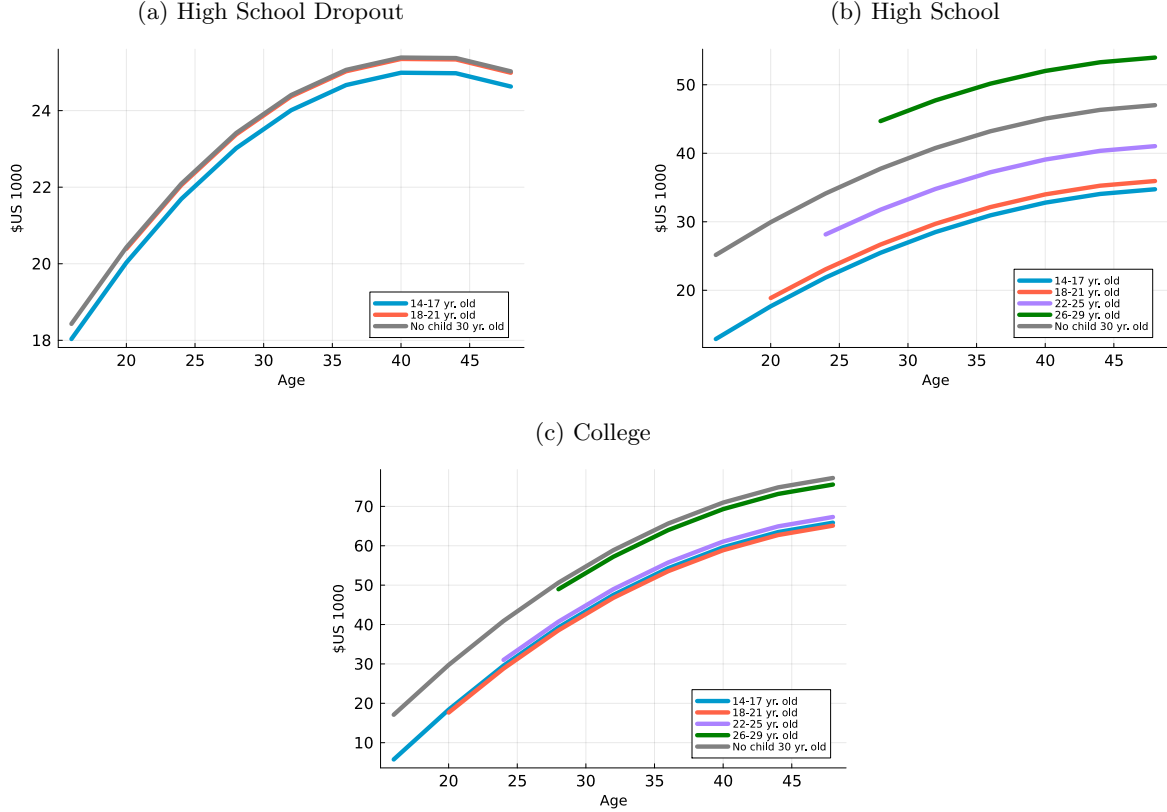 (a) High School Dropout
$US 1000
24
22
20
18
20 25 30 35 40 45
Age
14-17 yr. old
18-21 yr. old
No child 30 yr. old
(b) High School
$US 1000
50
40
30
20
20 25 30 35 40 45
Age
14-17 yr. old
18-21 yr. old
22-25 yr. old
26-29 yr. old
No child 30 yr. old
(c) College
$US 1000
70
60
50
40
30
20
10
20 25 30 35 40 45
Age
14-17 yr. old
18-21 yr. old
22-25 yr. old
26-29 yr. old
No child 30 yr. old